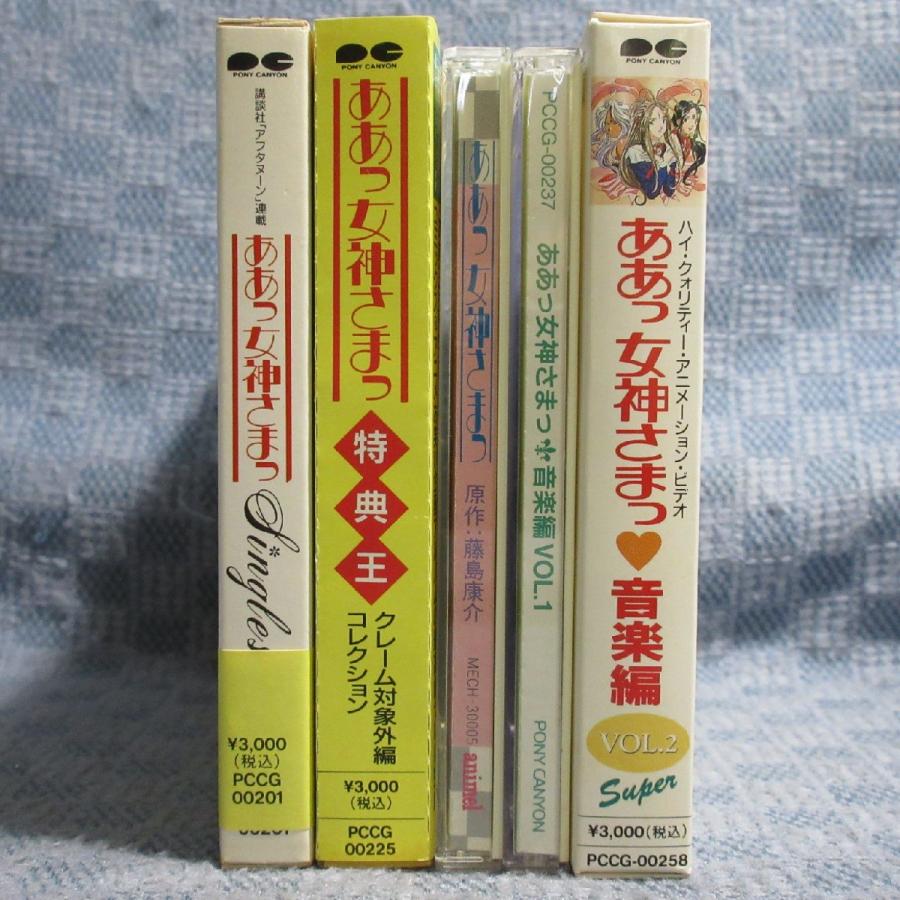 PONY CANYON
講談社「アフタヌーン」連載
ああっ女神さまっ
Singles
¥3,000
(税込)
PCCG
00201
PONY CANYON
ああっ女神さまっ
特典王
クレーム対象外編
コレクション
¥3,000
(税込)
PCCG
00225
ああっ女神さまっ
原作:藤島康介
MECH-30005
animel
PCCG-00237
ああっ女神さまっ
音楽編 VOL.1
PONY CANYON
PONY CANYON
ハイ・クォリティー・アニメーション・ビデオ
ああっ女神さまっ♥音楽編
VOL.2
Super
¥3,000(税込)
PCCG-00258